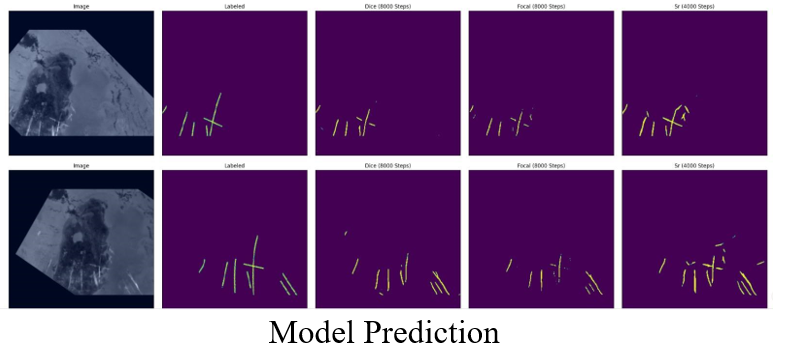 Image Labeled Dice (8000 Steps) Focal (8000 Steps) Sr (4000 Steps)
Image Labeled Dice (8000 Steps) Focal (8000 Steps) Sr (4000 Steps)
Model Prediction